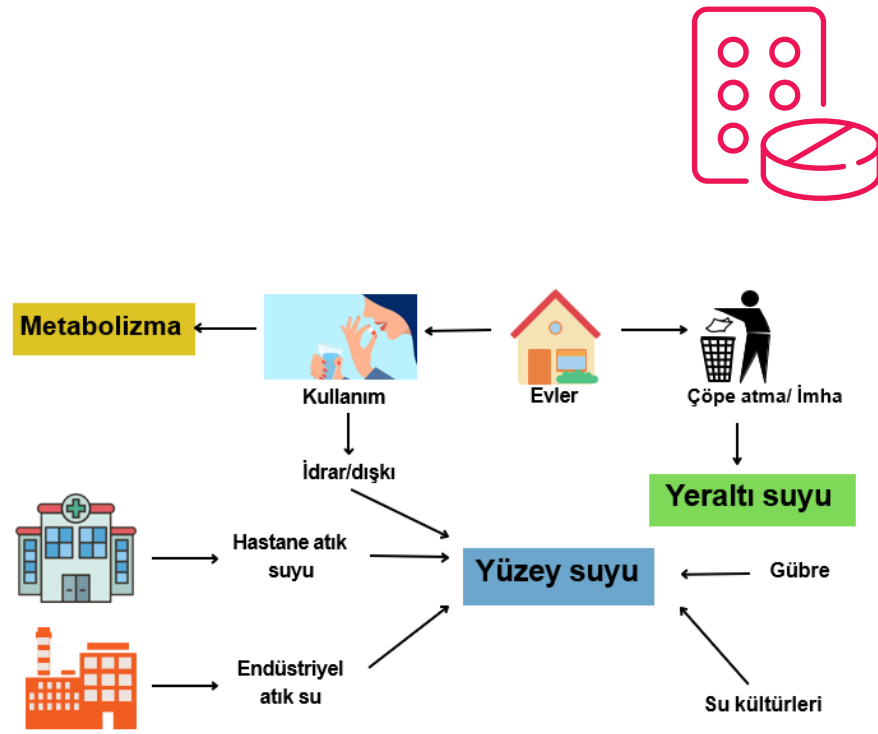 Metabolizma
Kullanım
Evler
Çöpe atma/ İmha
İdrar/dışkı
Yeraltı suyu
Hastane atık
suyu
Yüzey suyu
Gübre
Endüstriyel
atık su
Su kültürleri